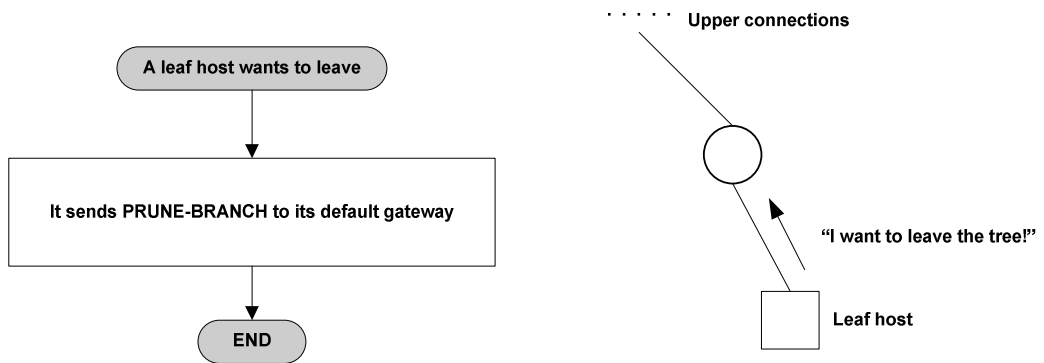 A leaf host wants to leave
It sends PRUNE-BRANCH to its default gateway
END
. . . . . Upper connections
“I want to leave the tree!”
Leaf host